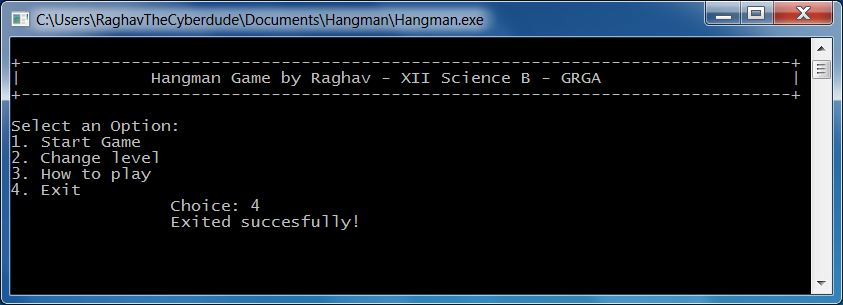 C:\Users\RaghavTheCyberdude\Documents\Hangman\Hangman.exe
+-----------------------------------------------------------------------------+
| Hangman Game by Raghav - XII Science B - GRGA |
+-----------------------------------------------------------------------------+
Select an Option:
1. Start Game
2. Change level
3. How to play
4. Exit
Choice: 4
Exited succesfully!